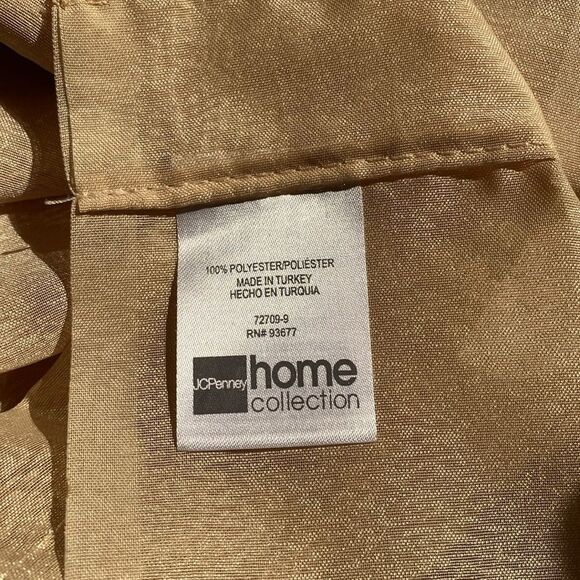 100% POLYESTER/POLIÉSTER
MADE IN TURKEY
HECHO EN TURQUIA
72709-9
RN# 93677
JCPenney home
collection